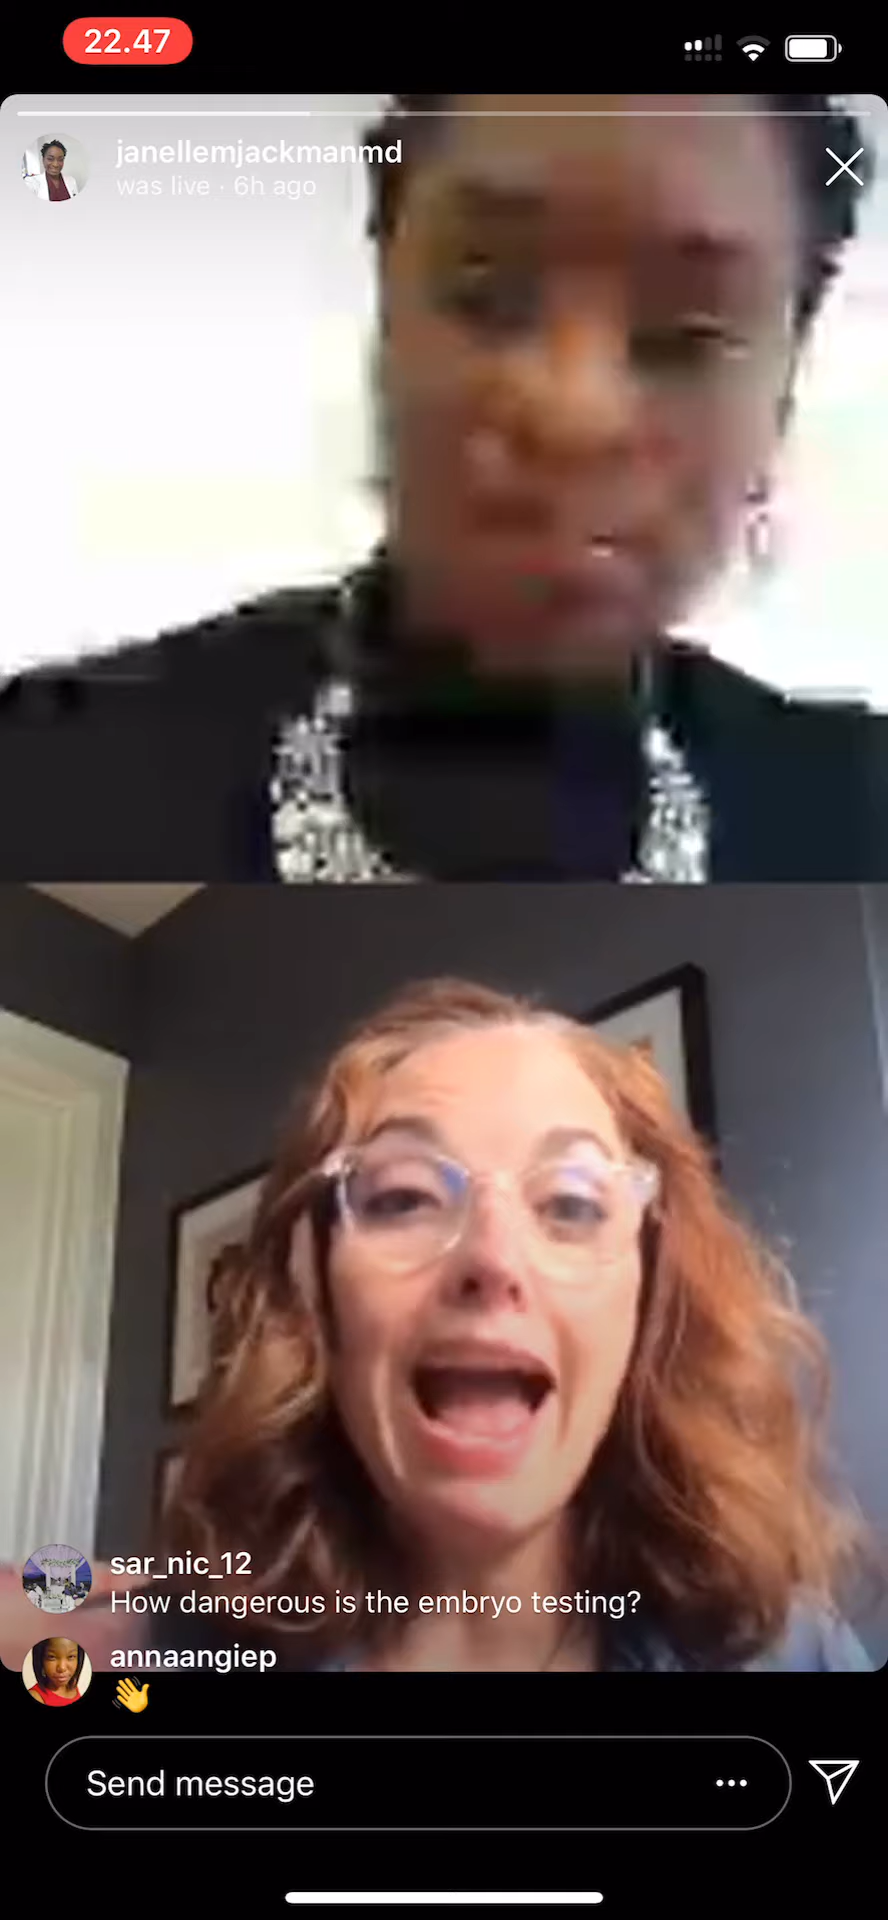 22.47
janellemjackmanmd
was live · 6h ago
sar_nic_12
How dangerous is the embryo testing?
annaangiep
👋
Send message